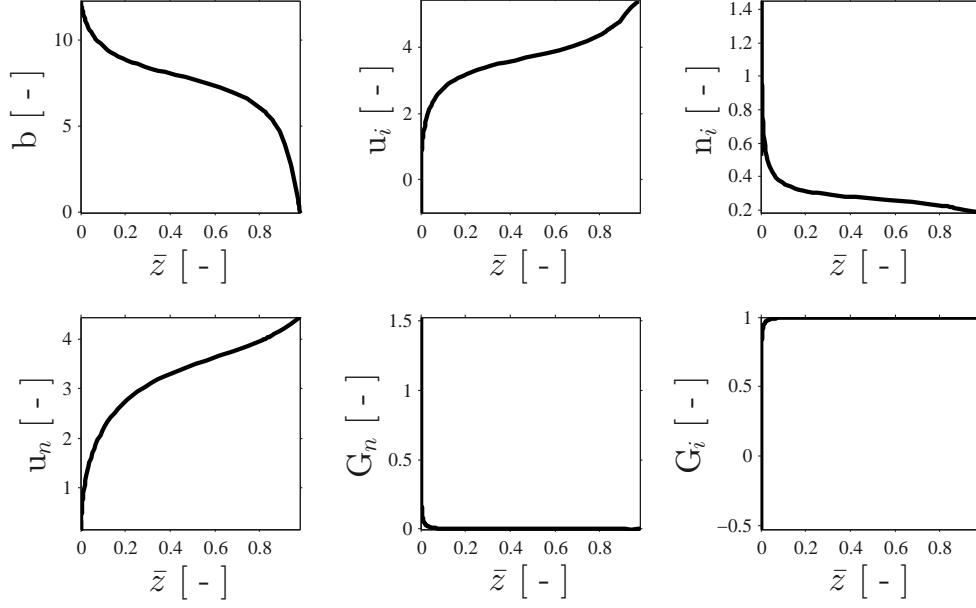 10
5
0
b [ - ]
0 0.2 0.4 0.6 0.8
z̄ [ - ]
4
2
0
u_i [ - ]
0 0.2 0.4 0.6 0.8
z̄ [ - ]
1.4
1.2
1
0.8
0.6
0.4
0.2
n_i [ - ]
0 0.2 0.4 0.6 0.8
z̄ [ - ]
4
3
2
1
u_n [ - ]
0 0.2 0.4 0.6 0.8
z̄ [ - ]
1.5
1
0.5
0
G_n [ - ]
0 0.2 0.4 0.6 0.8
z̄ [ - ]
1
0.5
0
−0.5
G_i [ - ]
0 0.2 0.4 0.6 0.8
z̄ [ - ]